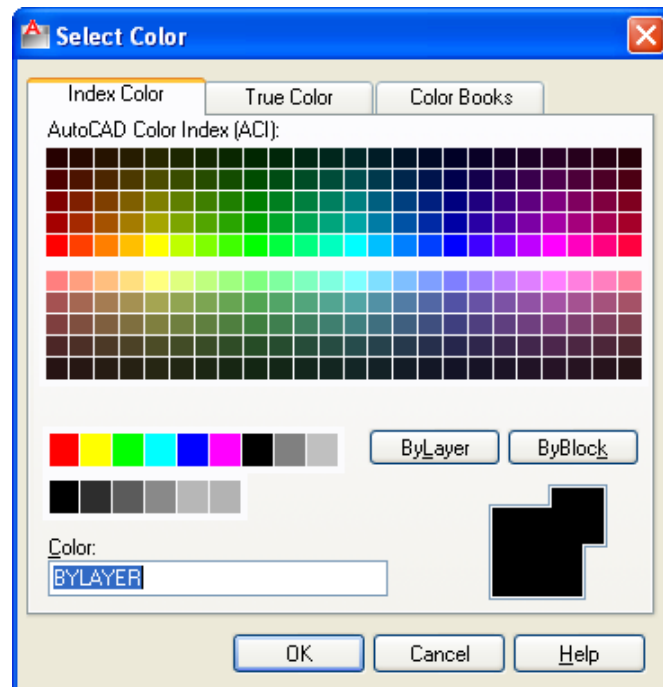 Select Color
Index Color True Color Color Books
AutoCAD Color Index (ACI):
ByLayer ByBlock
Color:
BYLAYER
OK Cancel Help